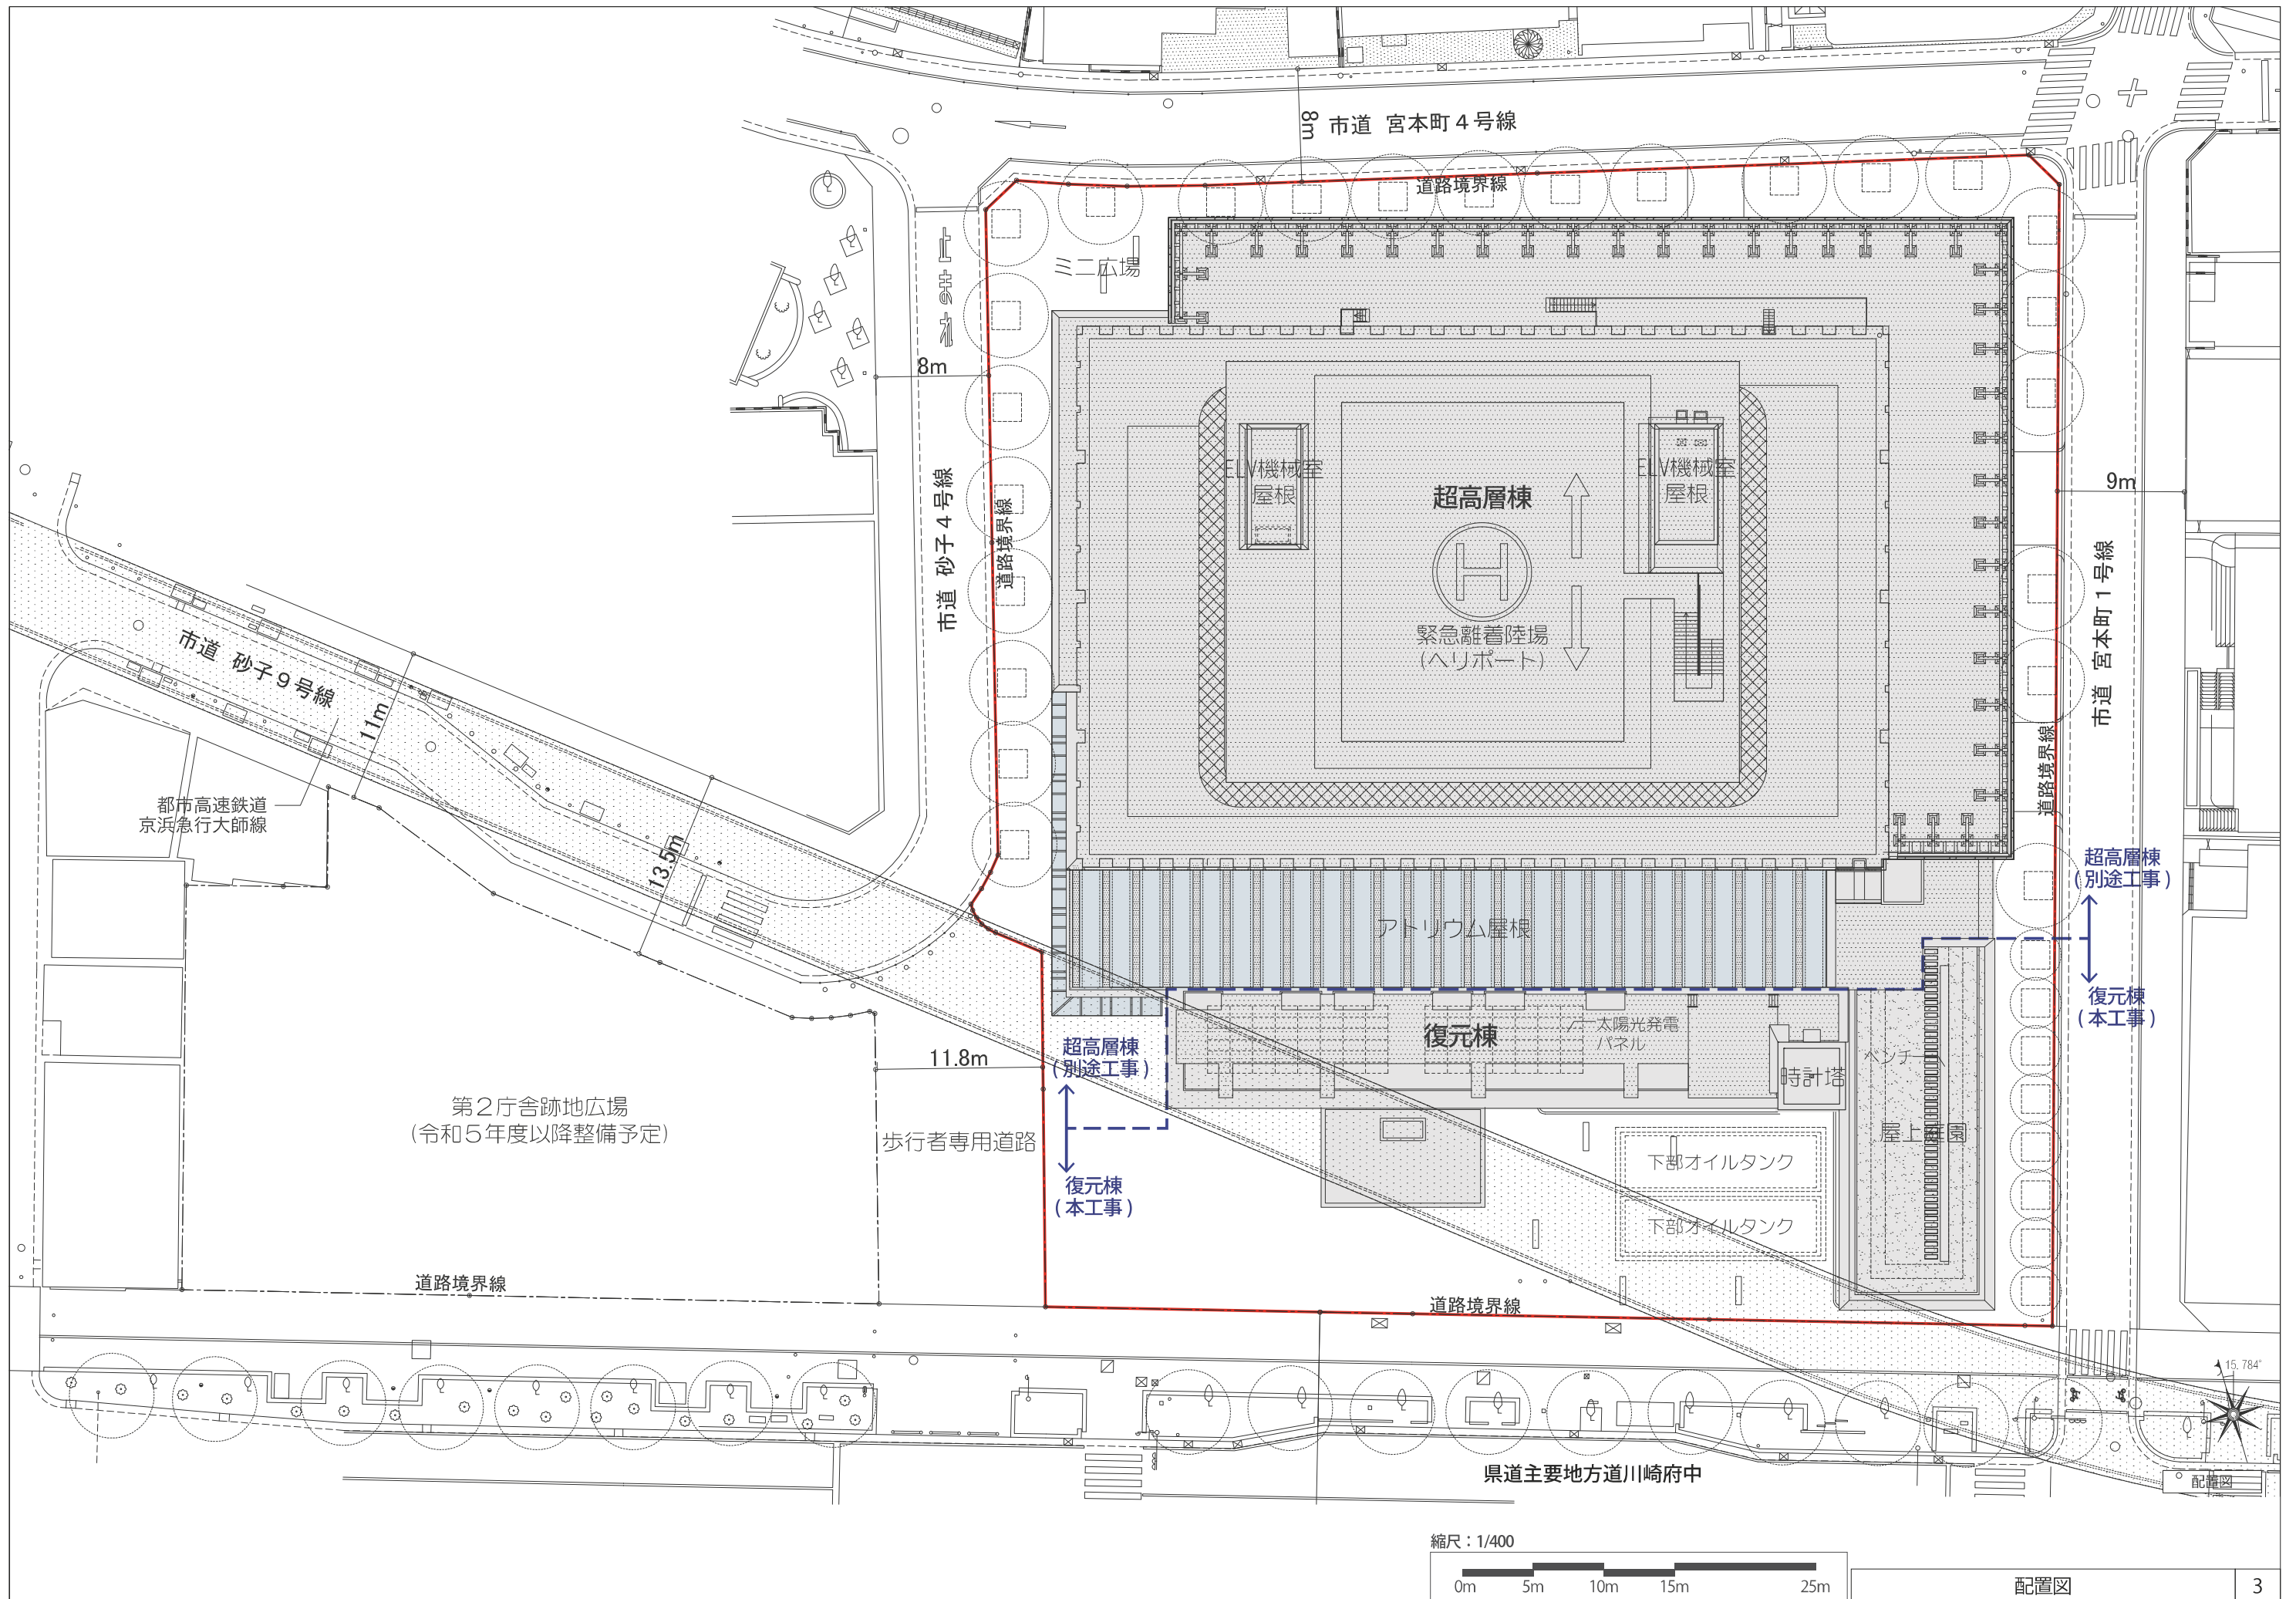 8m
市道 宮本町４号線
道路境界線
止まれ
ミニ広場
8m
市道 砂子４号線
道路境界線
ELV機械室
屋根
超高層棟
ELV機械室
屋根
緊急離着陸場
(ヘリポート)
9m
市道 宮本町１号線
道路境界線
市道 砂子９号線
11m
都市高速鉄道
京浜急行大師線
13.5m
超高層棟
(別途工事)
復元棟
(本工事)
アトリウム屋根
復元棟
太陽光発電
パネル
ベンチ
時計塔
屋上庭園
超高層棟
(別途工事)
復元棟
(本工事)
11.8m
第２庁舎跡地広場
(令和５年度以降整備予定)
歩行者専用道路
下部オイルタンク
下部オイルタンク
道路境界線
道路境界線
15.784°
県道主要地方道川崎府中
配置図
縮尺：1/400
0m 5m 10m 15m 25m
配置図 3